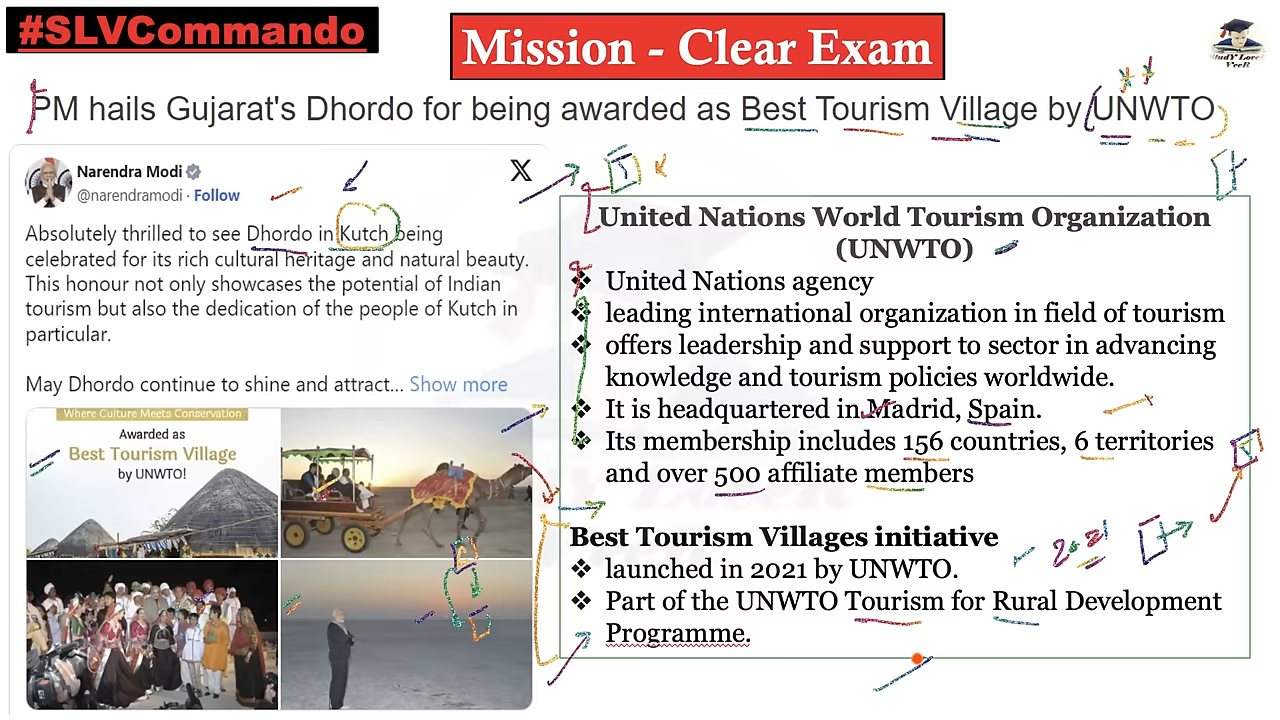 #SLVCommando
Mission - Clear Exam
StudY LoveR
VeeR
PM hails Gujarat's Dhordo for being awarded as Best Tourism Village by UNWTO
Narendra Modi
@narendramodi · Follow
X
Absolutely thrilled to see Dhordo in Kutch being
celebrated for its rich cultural heritage and natural beauty.
This honour not only showcases the potential of Indian
tourism but also the dedication of the people of Kutch in
particular.
May Dhordo continue to shine and attract... Show more
Where Culture Meets Conservation
Awarded as
Best Tourism Village
by UNWTO!
United Nations World Tourism Organization
(UNWTO)
❖ United Nations agency
❖ leading international organization in field of tourism
❖ offers leadership and support to sector in advancing
knowledge and tourism policies worldwide.
❖ It is headquartered in Madrid, Spain.
❖ Its membership includes 156 countries, 6 territories
and over 500 affiliate members
Best Tourism Villages initiative
2021
❖ launched in 2021 by UNWTO.
❖ Part of the UNWTO Tourism for Rural Development
Programme.